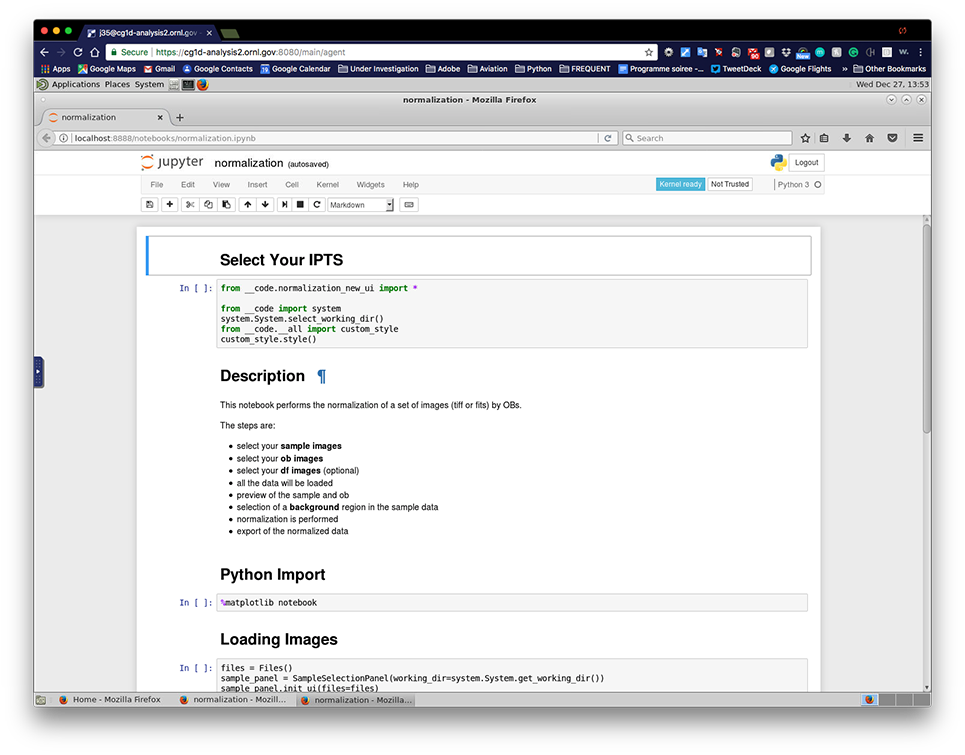 j35@cg1d-analysis2.ornl.gov -
Secure https://cg1d-analysis2.ornl.gov:8080/main/agent
Apps Google Maps Gmail Google Contacts Google Calendar Under Investigation Adobe Aviation Python FREQUENT Programme soiree -... TweetDeck Google Flights » Other Bookmarks
Applications Places System Wed Dec 27, 13:53
normalization - Mozilla Firefox
normalization
localhost:8888/notebooks/normalization.ipynb Search
jupyter normalization (autosaved) Logout
File Edit View Insert Cell Kernel Widgets Help Kernel ready Not Trusted Python 3
Markdown
Select Your IPTS
In [ ]: from __code.normalization_new_ui import *
from __code import system
system.System.select_working_dir()
from __code.__all import custom_style
custom_style.style()
Description ¶
This notebook performs the normalization of a set of images (tiff or fits) by OBs.
The steps are:
• select your sample images
• select your ob images
• select your df images (optional)
• all the data will be loaded
• preview of the sample and ob
• selection of a background region in the sample data
• normalization is performed
• export of the normalized data
Python Import
In [ ]: %matplotlib notebook
Loading Images
In [ ]: files = Files()
sample_panel = SampleSelectionPanel(working_dir=system.System.get_working_dir())
sample_panel.init_ui(files=files)
Home - Mozilla Firefox normalization - Mozill... normalization - Mozilla...